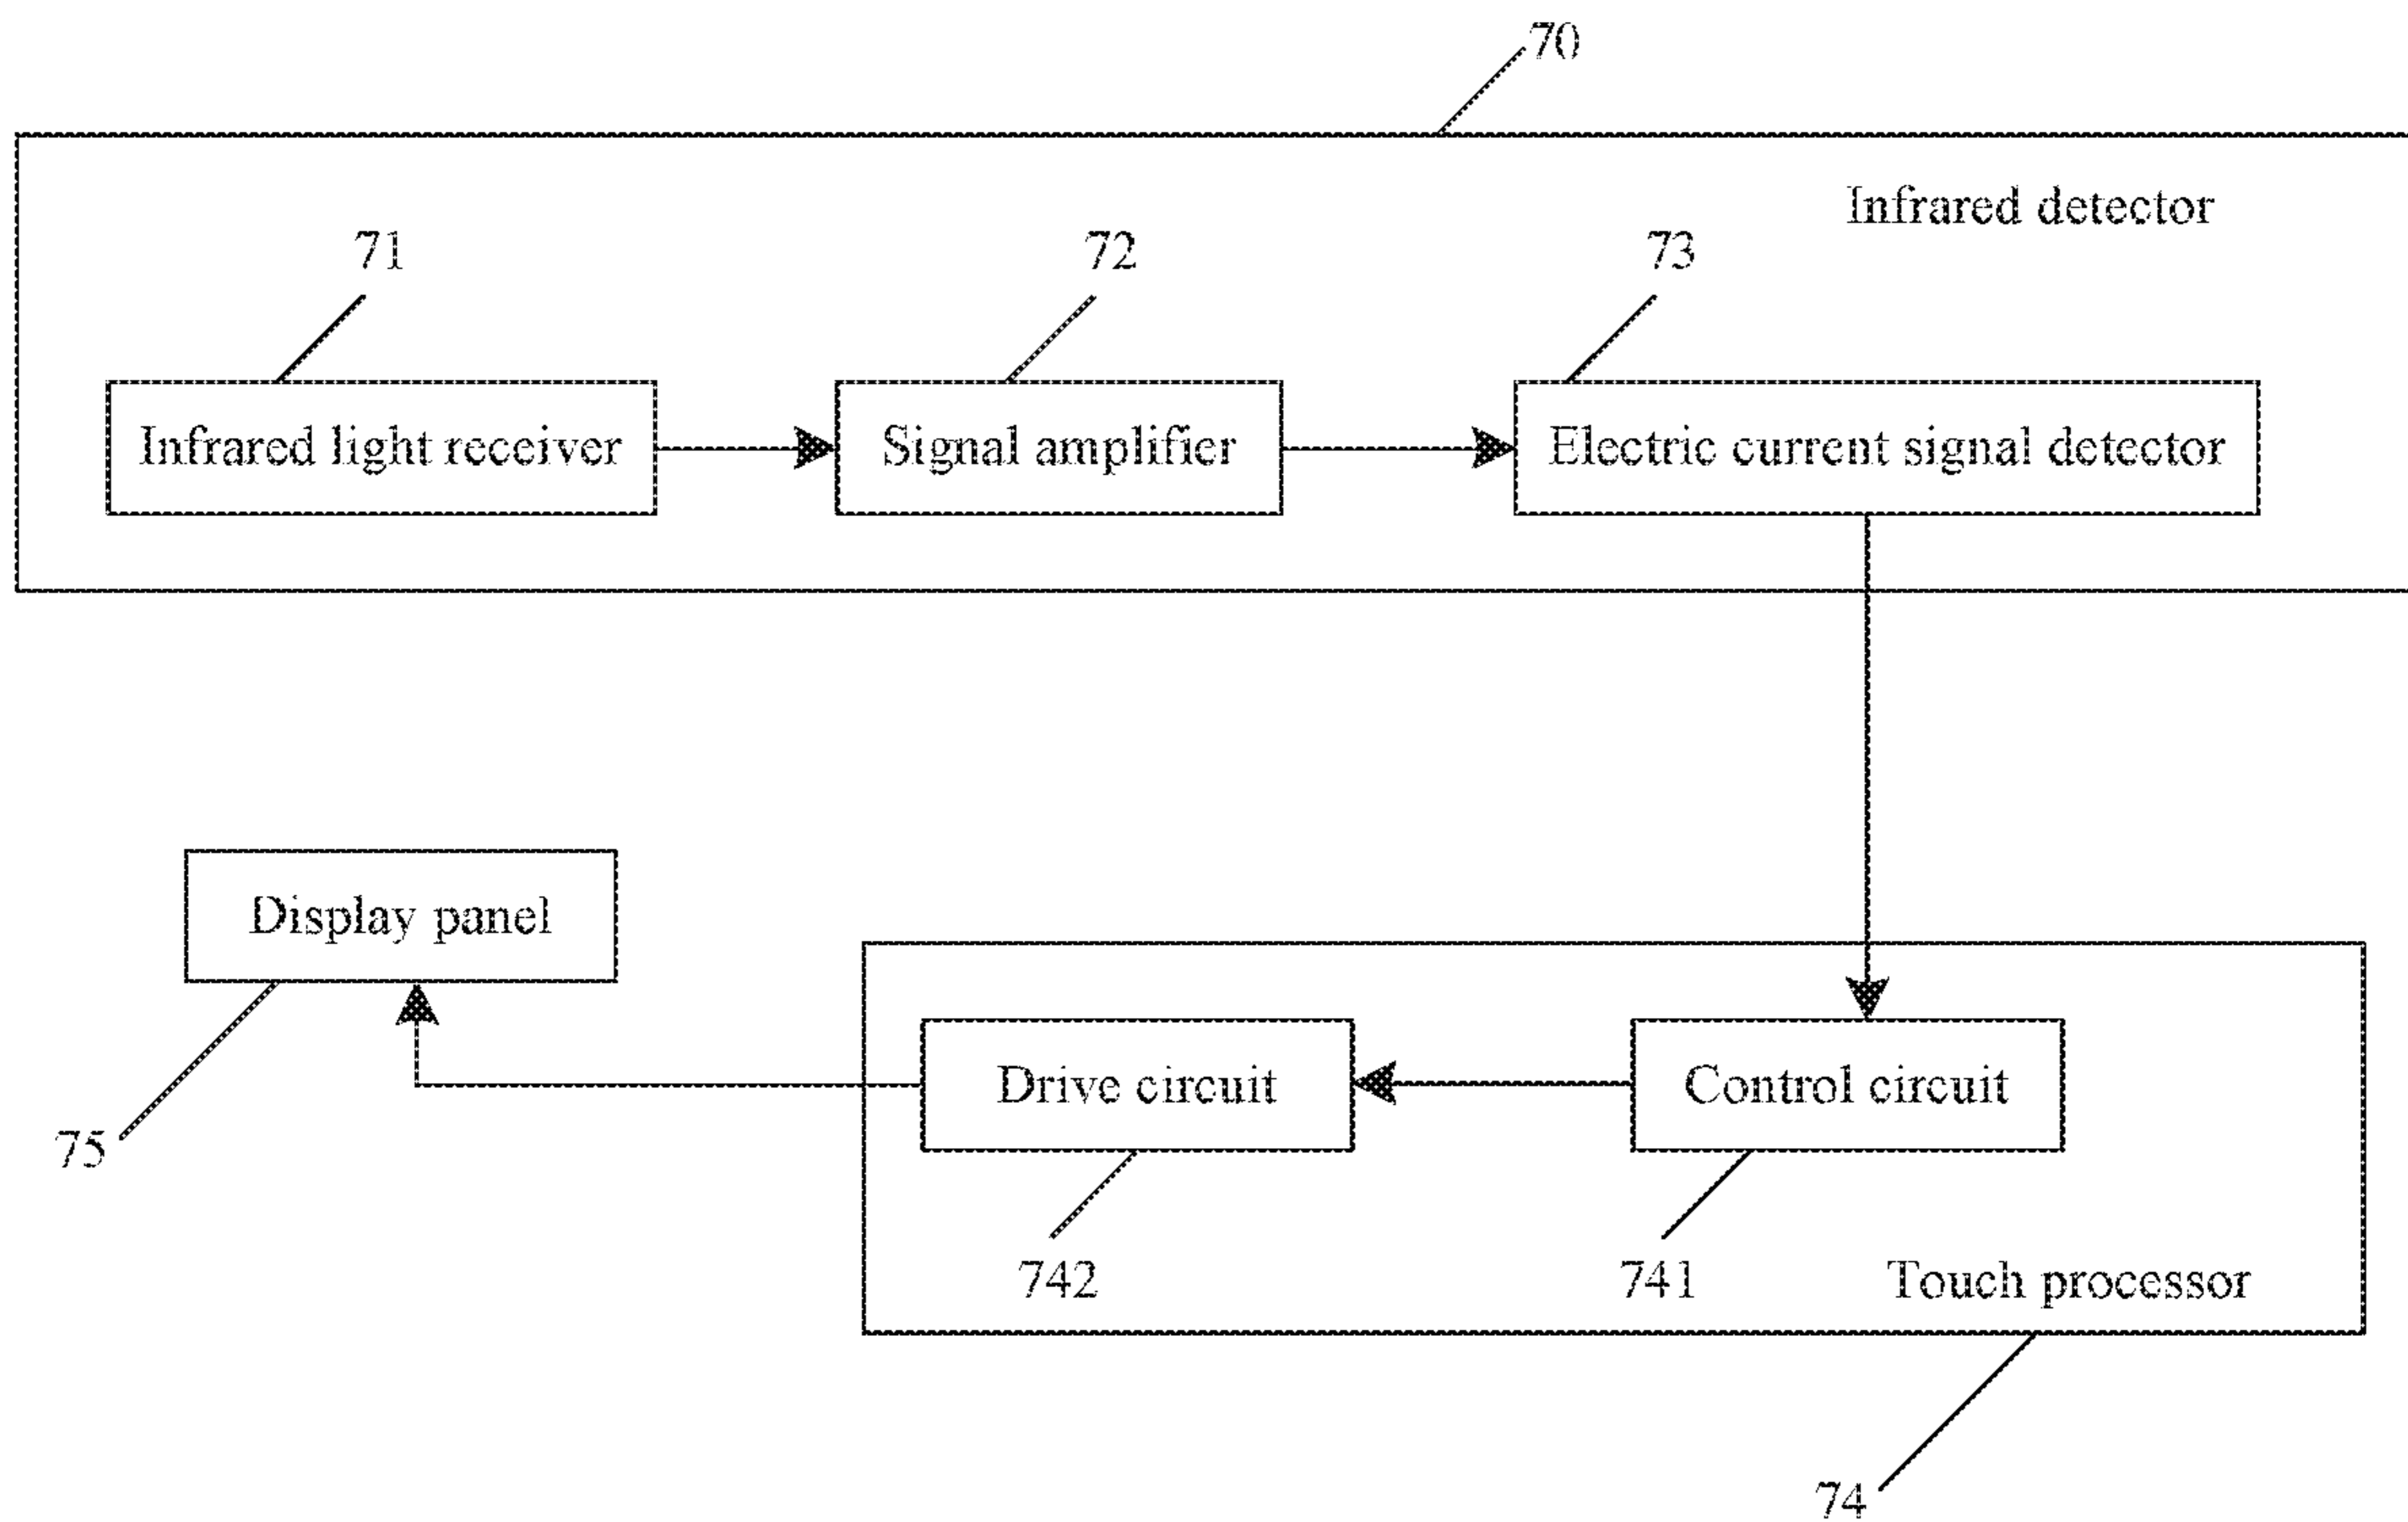 70
Infrared detector
71
72
73
Infrared light receiver
Signal amplifier
Electric current signal detector
Display panel
Drive circuit
Control circuit
75
742
741
Touch processor
74